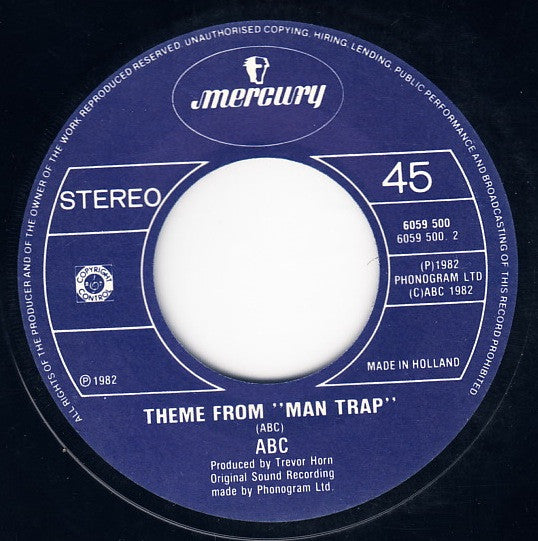 ALL RIGHTS OF THE PRODUCER AND OF THE OWNER OF THE WORK REPRODUCED RESERVED. UNAUTHORISED COPYING, HIRING, LENDING, PUBLIC PERFORMANCE AND BROADCASTING OF THIS RECORD PROHIBITED
mercury
STEREO
45
6059 500
6059 500. 2
(P)1982
PHONOGRAM LTD
(C)ABC 1982
COPYRIGHT
CONTROL
MADE IN HOLLAND
℗ 1982
THEME FROM "MAN TRAP"
(ABC)
ABC
Produced by Trevor Horn
Original Sound Recording
made by Phonogram Ltd.